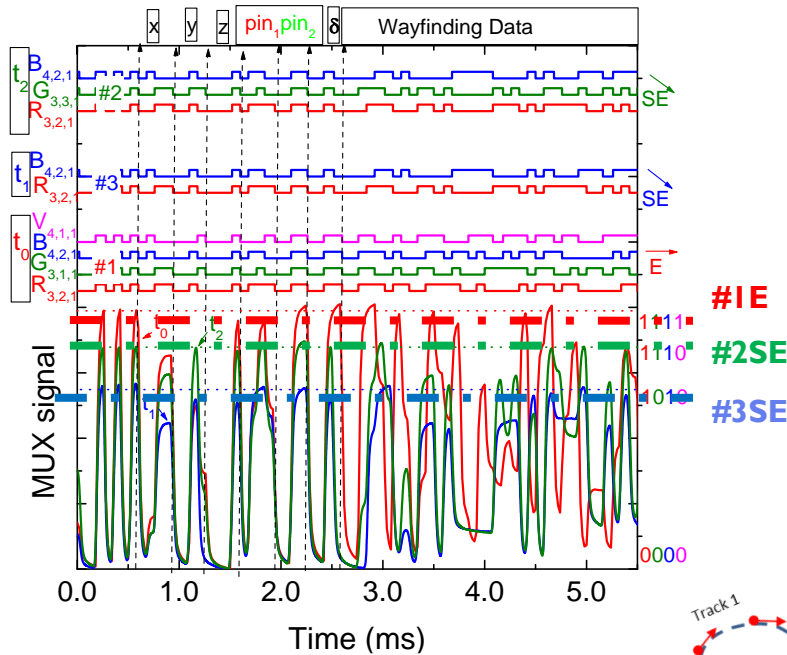 x y z pin₁pin₂ δ Wayfinding Data
t₂ B₄,₂,₁
G₃,₃,₁ #2 SE
R₃,₂,₁
t₁ B₄,₂,₁ #3
R₃,₂,₁ SE
V₄,₁,₁
t₀ B₄,₂,₁ E
G₃,₁,₁ #1
R₃,₂,₁
#1E
1111
t₀ t₂
1110 #2SE
1010
t₁ #3SE
MUX signal
0000
0.0 1.0 2.0 3.0 4.0 5.0
Time (ms)
Track 1